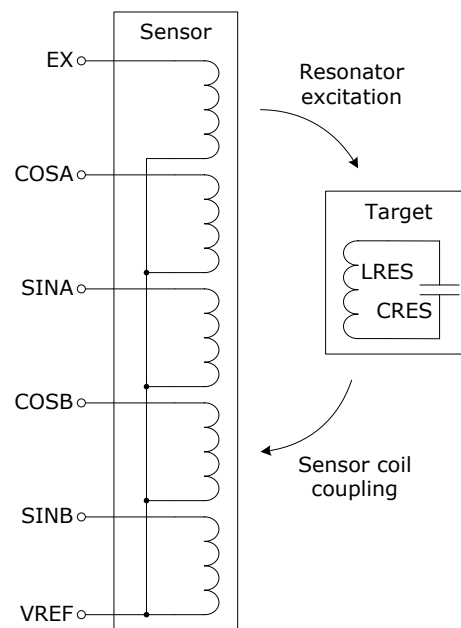 Sensor
EX
Resonator
excitation
COSA
Target
LRES
SINA
CRES
COSB
Sensor coil
coupling
SINB
VREF